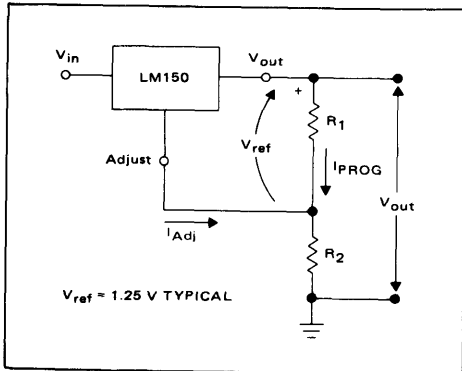 Vin
LM150
Vout
+
R1
Vref
IPROG
Adjust
Vout
IAdj
R2
Vref = 1.25 V TYPICAL